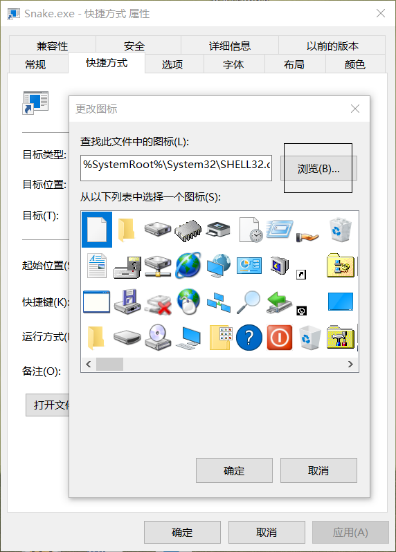 Snake.exe - 快捷方式 属性
兼容性 安全 详细信息 以前的版本
常规 快捷方式 选项 字体 布局 颜色
更改图标
查找此文件中的图标(L):
目标类型:
%SystemRoot%\System32\SHELL32.d
浏览(B)...
目标位置:
从以下列表中选择一个图标(S):
目标(T):
起始位置(S
快捷键(K):
运行方式(R
备注(O):
打开文件
确定 取消
确定 取消 应用(A)